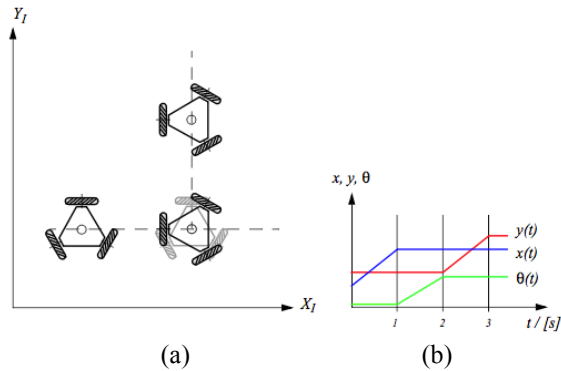 Y_I
X_I
(a)
x, y, θ
y(t)
x(t)
θ(t)
1 2 3 t / [s]
(b)